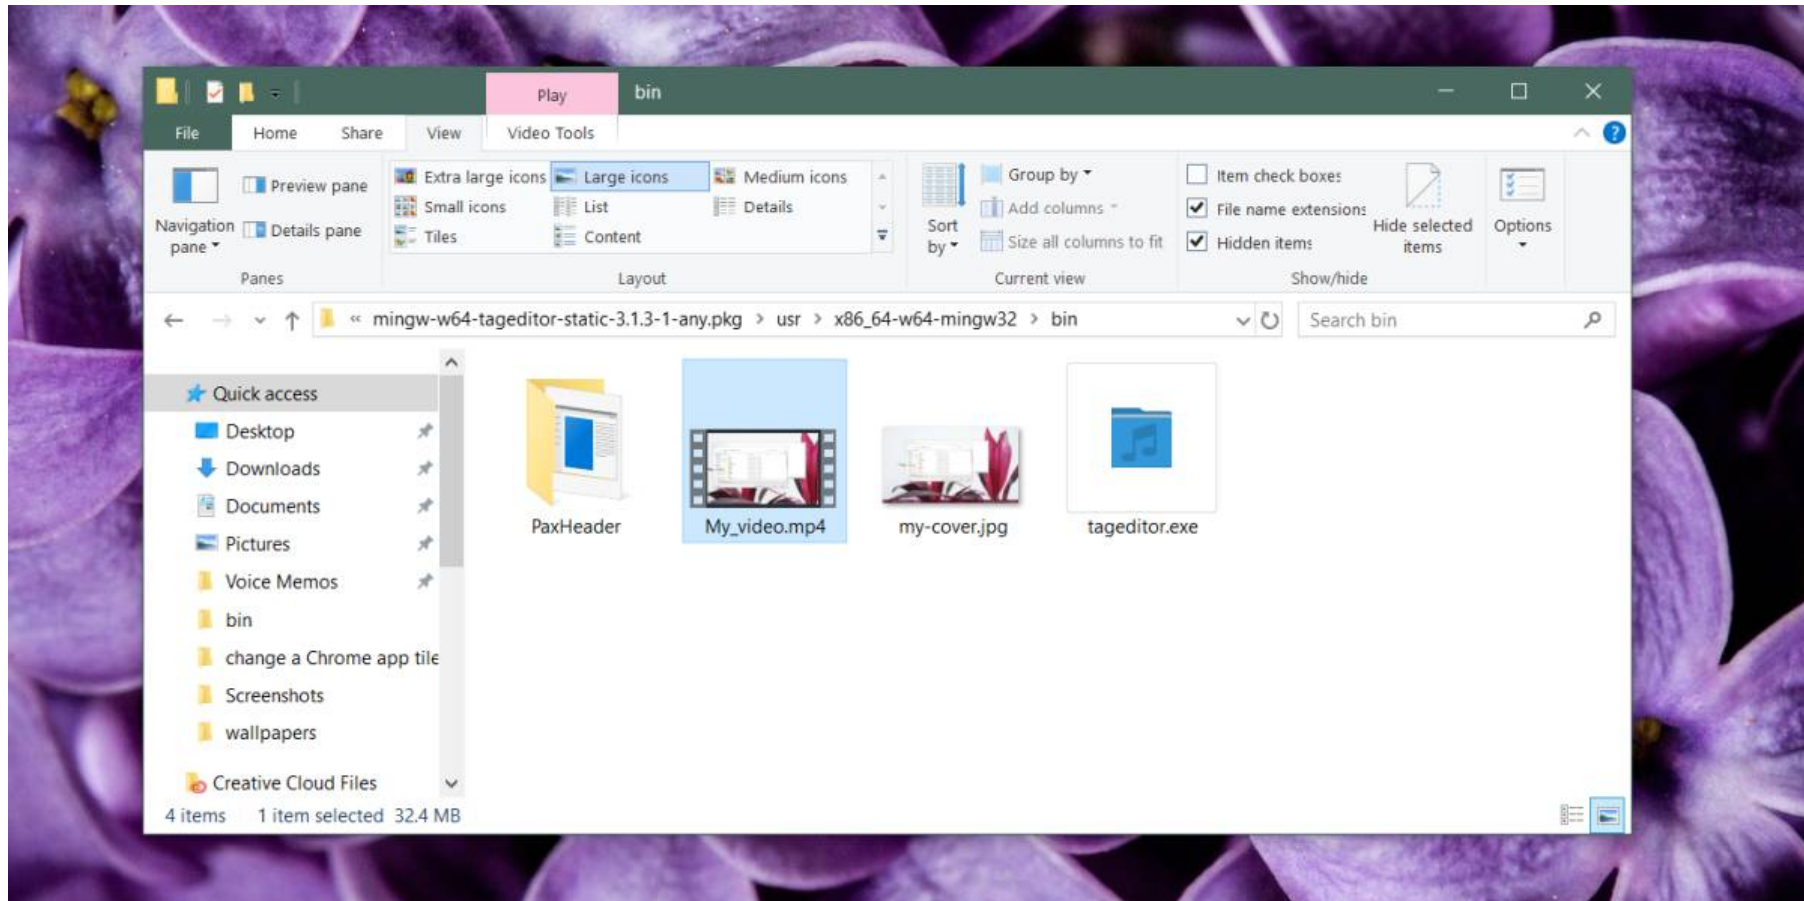 Play
bin
File
Home
Share
View
Video Tools
?
Navigation pane
Preview pane
Details pane
Panes
Extra large icons
Large icons
Medium icons
Small icons
List
Details
Tiles
Content
Layout
Sort by
Group by
Add columns
Size all columns to fit
Current view
Item check boxes
File name extensions
Hidden items
Hide selected items
Show/hide
Options
« mingw-w64-tageditor-static-3.1.3-1-any.pkg > usr > x86_64-w64-mingw32 > bin
Search bin
Quick access
Desktop
Downloads
Documents
Pictures
Voice Memos
bin
change a Chrome app tile
Screenshots
wallpapers
Creative Cloud Files
PaxHeader
My_video.mp4
my-cover.jpg
tageditor.exe
4 items
1 item selected 32.4 MB